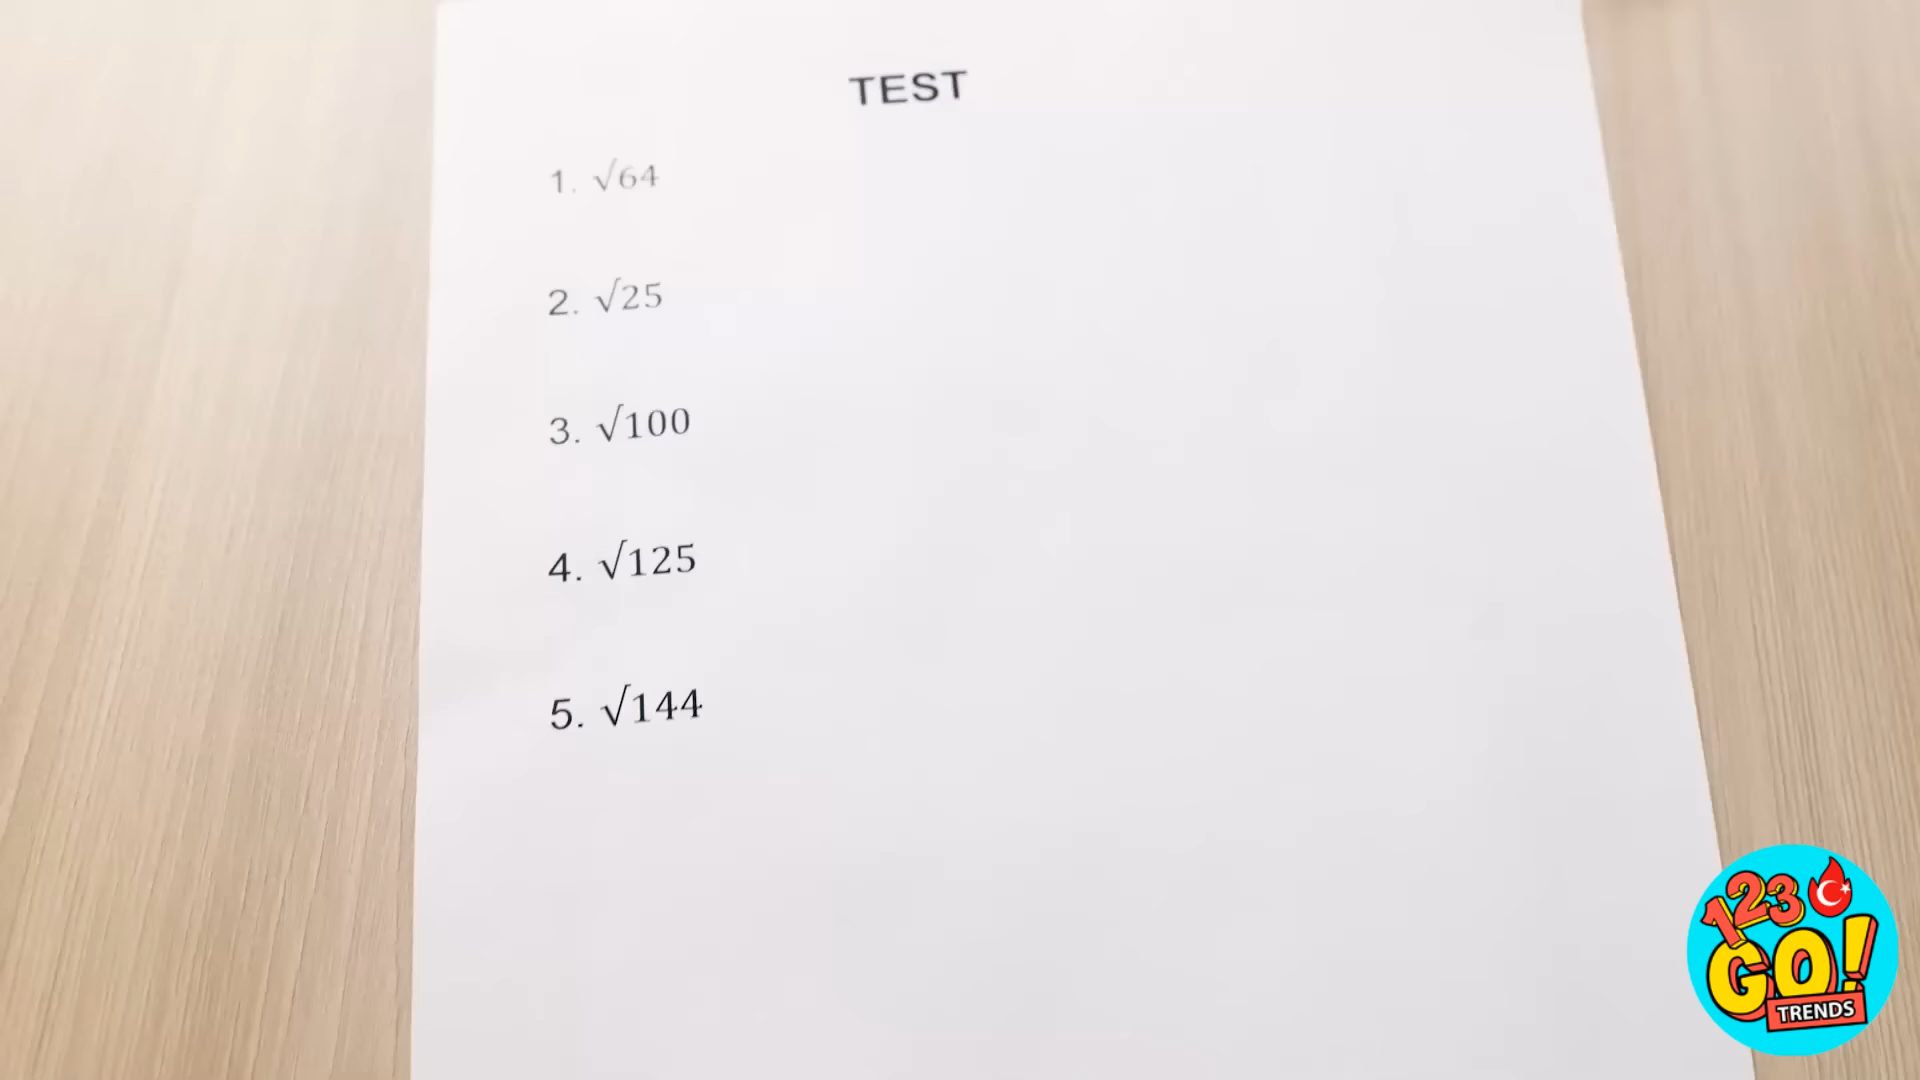 TEST
1. √64
2. √25
3. √100
4. √125
5. √144
123
GO!
TRENDS